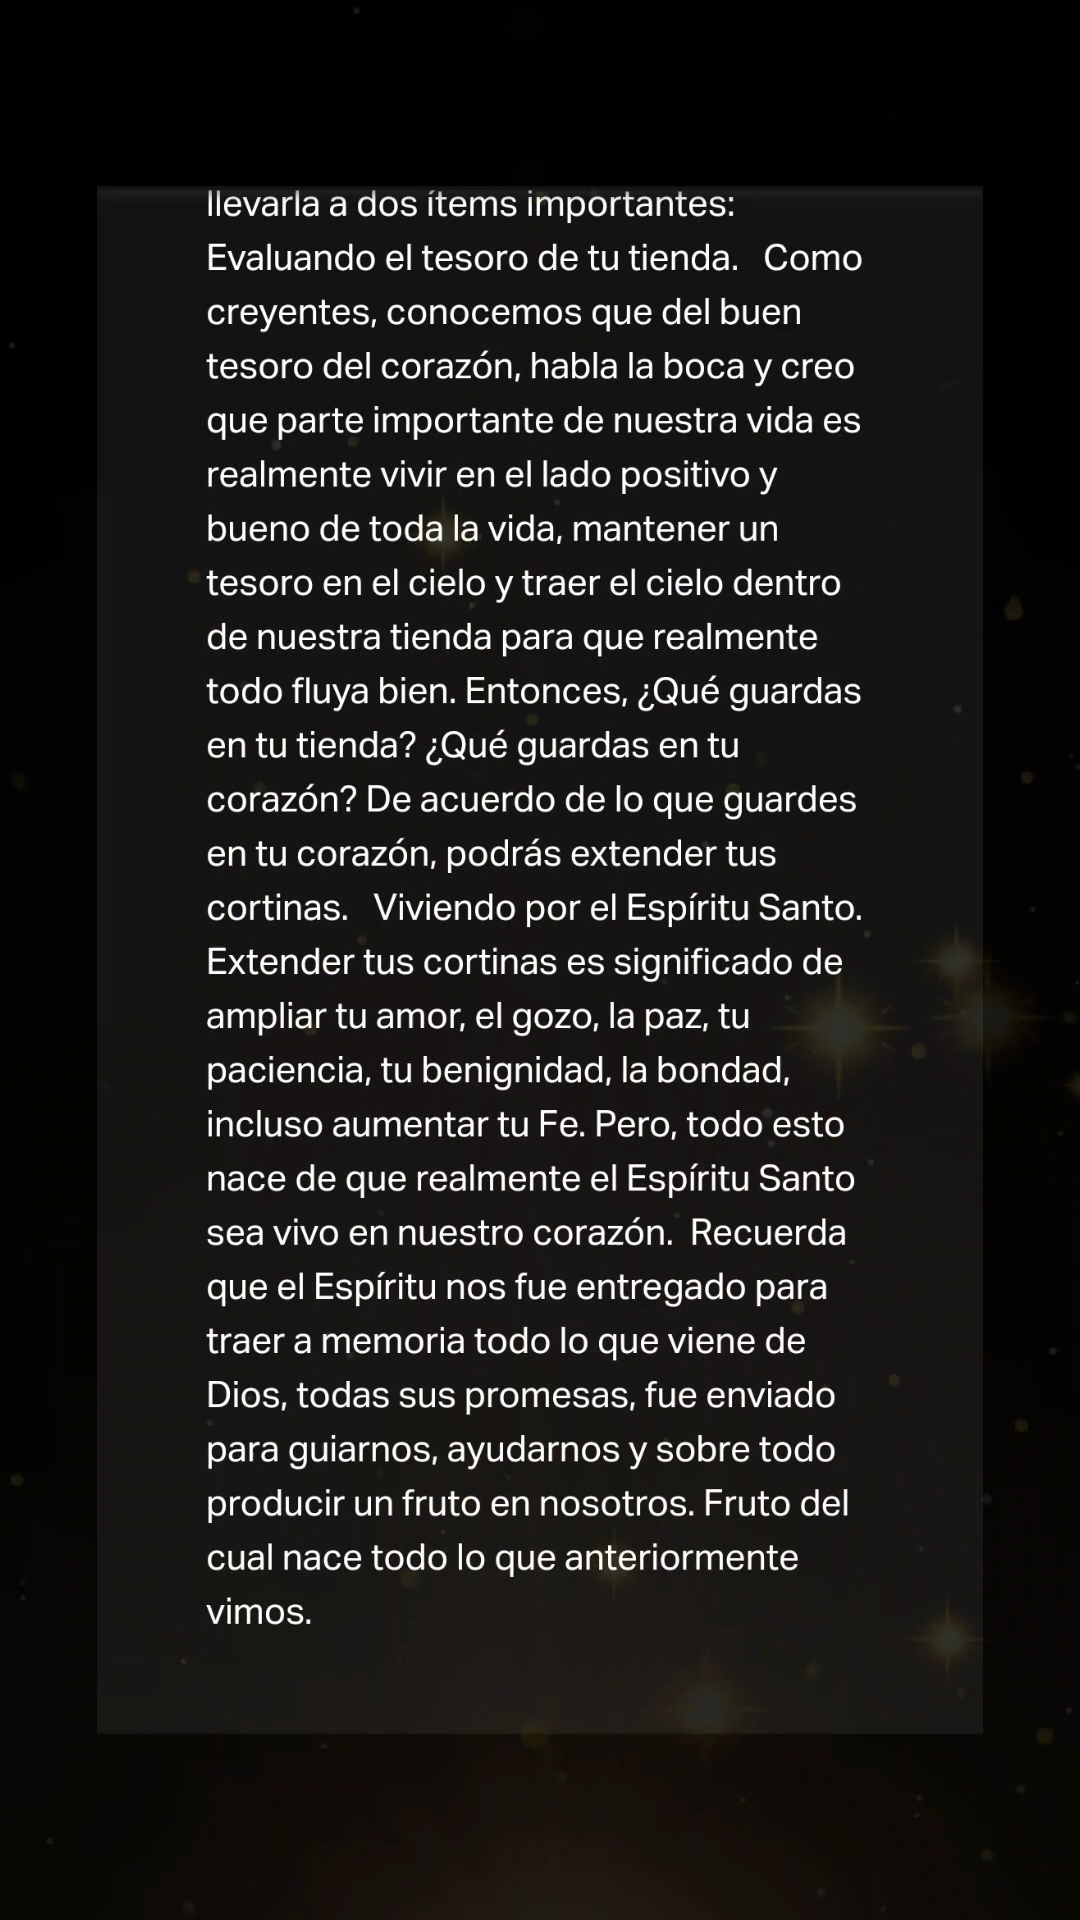 llevarla a dos ítems importantes:
Evaluando el tesoro de tu tienda.   Como
creyentes, conocemos que del buen
tesoro del corazón, habla la boca y creo
que parte importante de nuestra vida es
realmente vivir en el lado positivo y
bueno de toda la vida, mantener un
tesoro en el cielo y traer el cielo dentro
de nuestra tienda para que realmente
todo fluya bien. Entonces, ¿Qué guardas
en tu tienda? ¿Qué guardas en tu
corazón? De acuerdo de lo que guardes
en tu corazón, podrás extender tus
cortinas.   Viviendo por el Espíritu Santo.
Extender tus cortinas es significado de
ampliar tu amor, el gozo, la paz, tu
paciencia, tu benignidad, la bondad,
incluso aumentar tu Fe. Pero, todo esto
nace de que realmente el Espíritu Santo
sea vivo en nuestro corazón.  Recuerda
que el Espíritu nos fue entregado para
traer a memoria todo lo que viene de
Dios, todas sus promesas, fue enviado
para guiarnos, ayudarnos y sobre todo
producir un fruto en nosotros. Fruto del
cual nace todo lo que anteriormente
vimos.